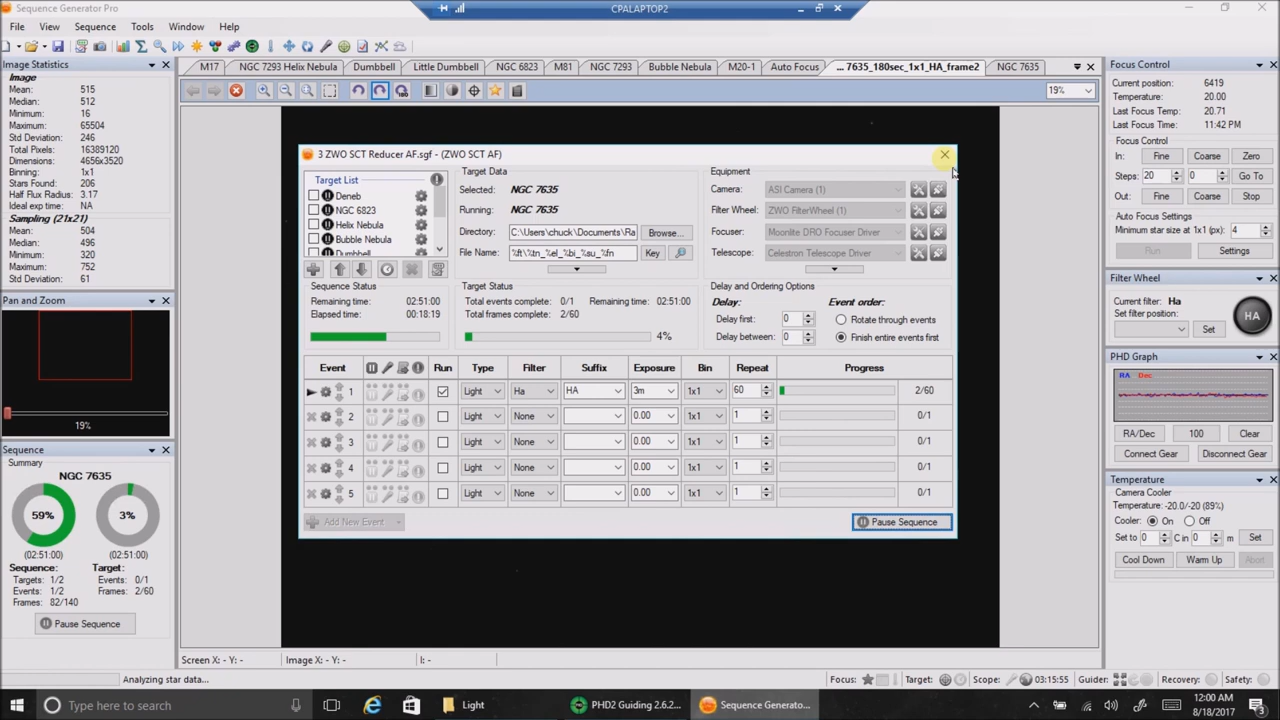 Sequence Generator Pro
CPALAPTOP2
File View Sequence Tools Window Help
Image Statistics
Image
Mean: 515
Median: 512
Minimum: 16
Maximum: 65504
Std Deviation: 246
Total Pixels: 16389120
Dimensions: 4656x3520
Binning: 1x1
Stars Found: 206
Half Flux Radius: 3.17
Ideal exp time: NA
Sampling (21x21)
Mean: 504
Median: 496
Minimum: 320
Maximum: 752
Std Deviation: 61
Pan and Zoom
19%
Sequence
Summary
NGC 7635
59% 3%
(02:51:00) (02:51:00)
Sequence: Target:
Targets: 1/2 Events: 0/1
Events: 1/2 Frames: 2/60
Frames: 82/140
Pause Sequence
M17 NGC 7293 Helix Nebula Dumbbell Little Dumbbell NGC 6823 M81 NGC 7293 Bubble Nebula M20-1 Auto Focus ... 7635_180sec_1x1_HA_frame2 NGC 7635
19%
3 ZWO SCT Reducer AF.sgf - (ZWO SCT AF)
Target List
Deneb
NGC 6823
Helix Nebula
Bubble Nebula
Dumbbell
Target Data
Selected: NGC 7635
Running: NGC 7635
Directory: C:\Users\chuck\Documents\Ra Browse...
File Name: %ft\%tn_%el_%bi_%su_%fn Key
Equipment
Camera: ASI Camera (1)
Filter Wheel: ZWO FilterWheel (1)
Focuser: Moonlite DRO Focuser Driver
Telescope: Celestron Telescope Driver
Sequence Status
Remaining time: 02:51:00
Elapsed time: 00:18:19
Target Status
Total events complete: 0/1 Remaining time: 02:51:00
Total frames complete: 2/60
4%
Delay and Ordering Options
Delay: Event order:
Delay first: 0 Rotate through events
Delay between: 0 Finish entire events first
Event Run Type Filter Suffix Exposure Bin Repeat Progress
1 Light Ha HA 3m 1x1 60 2/60
2 Light None 0.00 1x1 1 0/1
3 Light None 0.00 1x1 1 0/1
4 Light None 0.00 1x1 1 0/1
5 Light None 0.00 1x1 1 0/1
Add New Event Pause Sequence
Screen X: - Y: - Image X: - Y: - I: -
Focus Control
Current position: 6419
Temperature: 20.00
Last Focus Temp: 20.71
Last Focus Time: 11:42 PM
Focus Control
In: Fine Coarse Zero
Steps: 20 0 Go To
Out: Fine Coarse Stop
Auto Focus Settings
Minimum star size at 1x1 (px): 4
Run Settings
Filter Wheel
Current filter: Ha
Set filter position:
Set
HA
PHD Graph
RA/ Dec
RA/Dec 100 Clear
Connect Gear Disconnect Gear
Temperature
Camera Cooler
Temperature: -20.0/-20 (89%)
Cooler: On Off
Set to 0 C in 0 m Set
Cool Down Warm Up Abort
Analyzing star data... Focus: Target: Scope: 03:15:55 Guider: Recovery: Safety:
Type here to search Light PHD2 Guiding 2.6.2... Sequence Generato...
12:00 AM
8/18/2017
3